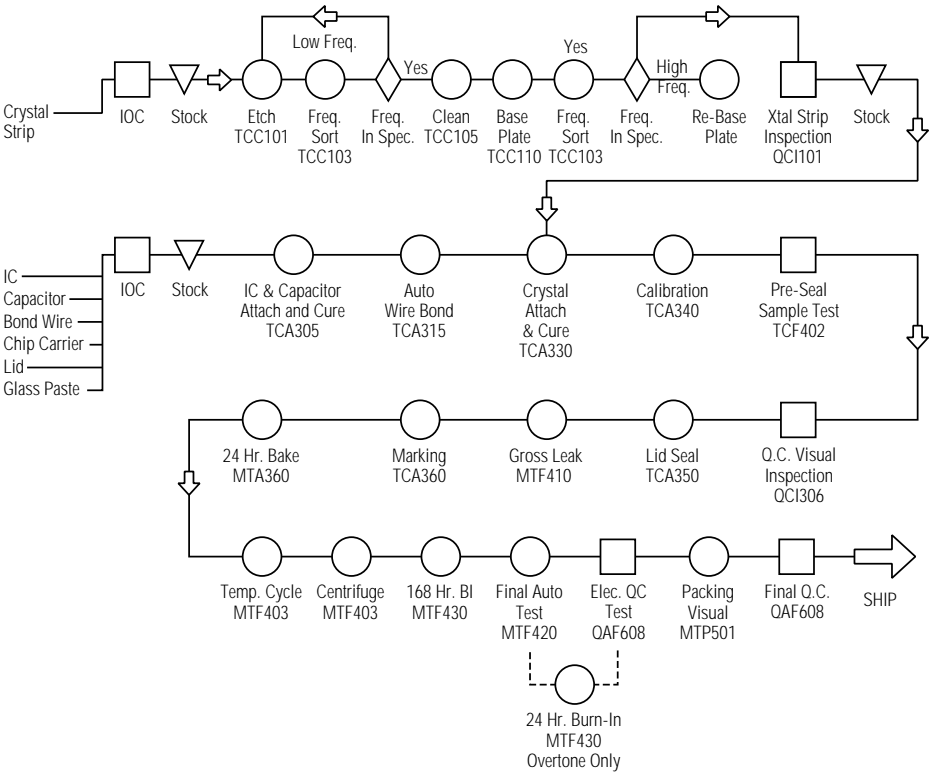 Low Freq.
Yes
Yes
High
Freq.
Crystal
Strip
IOC
Stock
Etch
TCC101
Freq.
Sort
TCC103
Freq.
In Spec.
Clean
TCC105
Base
Plate
TCC110
Freq.
Sort
TCC103
Freq.
In Spec.
Re-Base
Plate
Xtal Strip
Inspection
QCI101
Stock
IC
Capacitor
Bond Wire
Chip Carrier
Lid
Glass Paste
IOC
Stock
IC & Capacitor
Attach and Cure
TCA305
Auto
Wire Bond
TCA315
Crystal
Attach
& Cure
TCA330
Calibration
TCA340
Pre-Seal
Sample Test
TCF402
24 Hr. Bake
MTA360
Marking
TCA360
Gross Leak
MTF410
Lid Seal
TCA350
Q.C. Visual
Inspection
QCI306
Temp. Cycle
MTF403
Centrifuge
MTF403
168 Hr. BI
MTF430
Final Auto
Test
MTF420
Elec. QC
Test
QAF608
Packing
Visual
MTP501
Final Q.C.
QAF608
SHIP
24 Hr. Burn-In
MTF430
Overtone Only